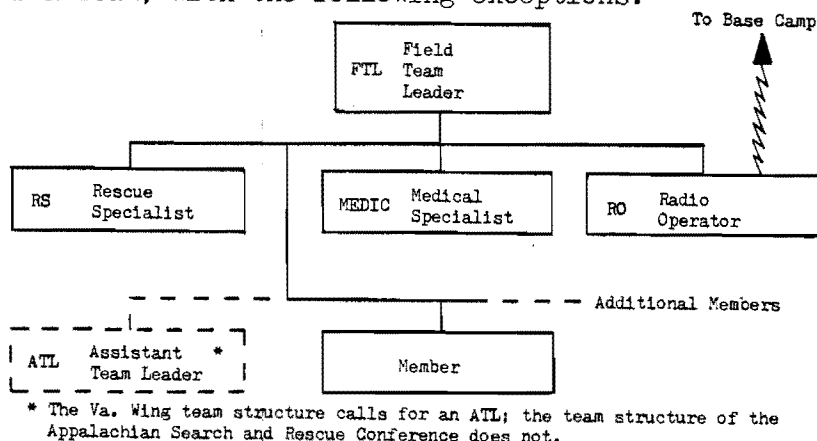 with the following exceptions.
To Base Camp
FTL Field Team Leader
RS Rescue Specialist
MEDIC Medical Specialist
RO Radio Operator
Additional Members
ATL Assistant * Team Leader
Member
* The Va. Wing team structure calls for an ATL; the team structure of the
Appalachian Search and Rescue Conference does not.